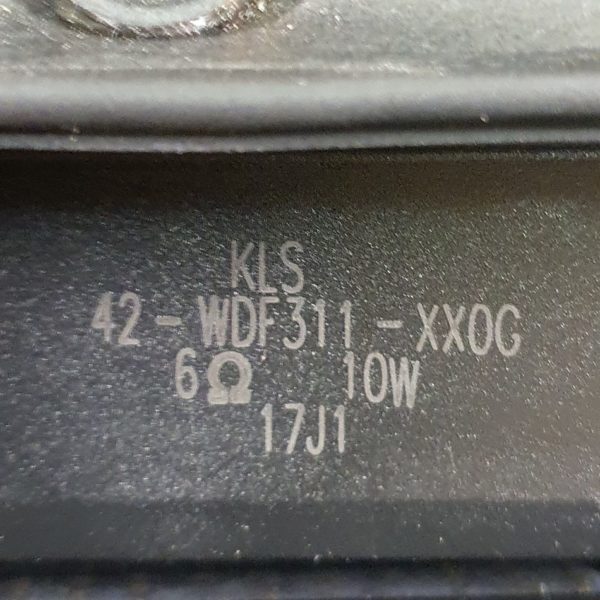 KLS
42-WDF311-XX0G
6Ω 10W
17J1